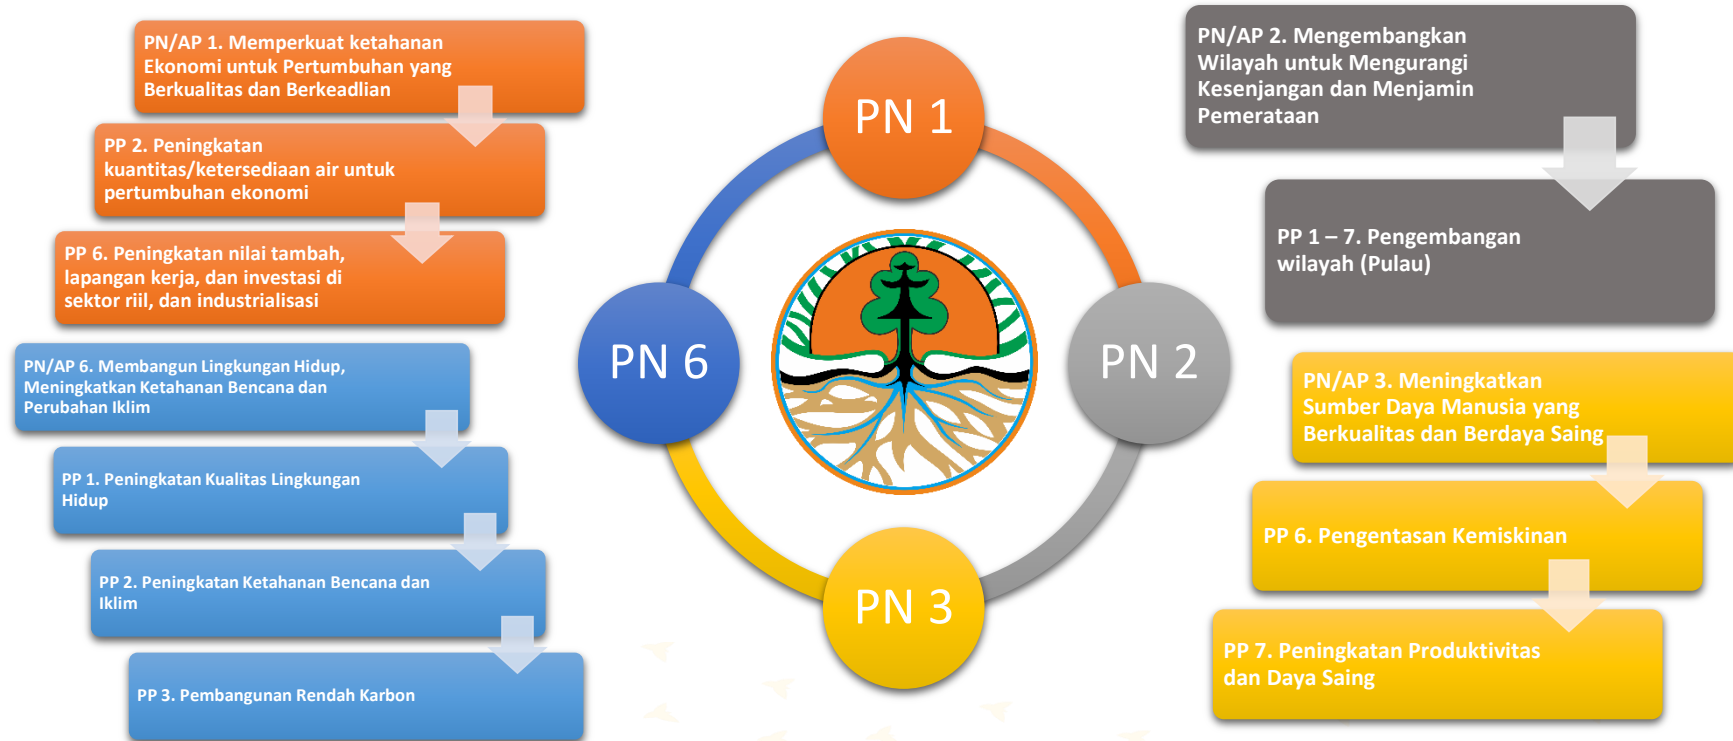 PN/AP 1. Memperkuat ketahanan
Ekonomi untuk Pertumbuhan yang
Berkualitas dan Berkeadlian
PP 2. Peningkatan
kuantitas/ketersediaan air untuk
pertumbuhan ekonomi
PP 6. Peningkatan nilai tambah,
lapangan kerja, dan investasi di
sektor riil, dan industrialisasi
PN/AP 6. Membangun Lingkungan Hidup,
Meningkatkan Ketahanan Bencana dan
Perubahan Iklim
PP 1. Peningkatan Kualitas Lingkungan
Hidup
PP 2. Peningkatan Ketahanan Bencana dan
Iklim
PP 3. Pembangunan Rendah Karbon
PN 1
PN 6
PN 2
PN 3
PN/AP 2. Mengembangkan
Wilayah untuk Mengurangi
Kesenjangan dan Menjamin
Pemerataan
PP 1 – 7. Pengembangan
wilayah (Pulau)
PN/AP 3. Meningkatkan
Sumber Daya Manusia yang
Berkualitas dan Berdaya Saing
PP 6. Pengentasan Kemiskinan
PP 7. Peningkatan Produktivitas
dan Daya Saing